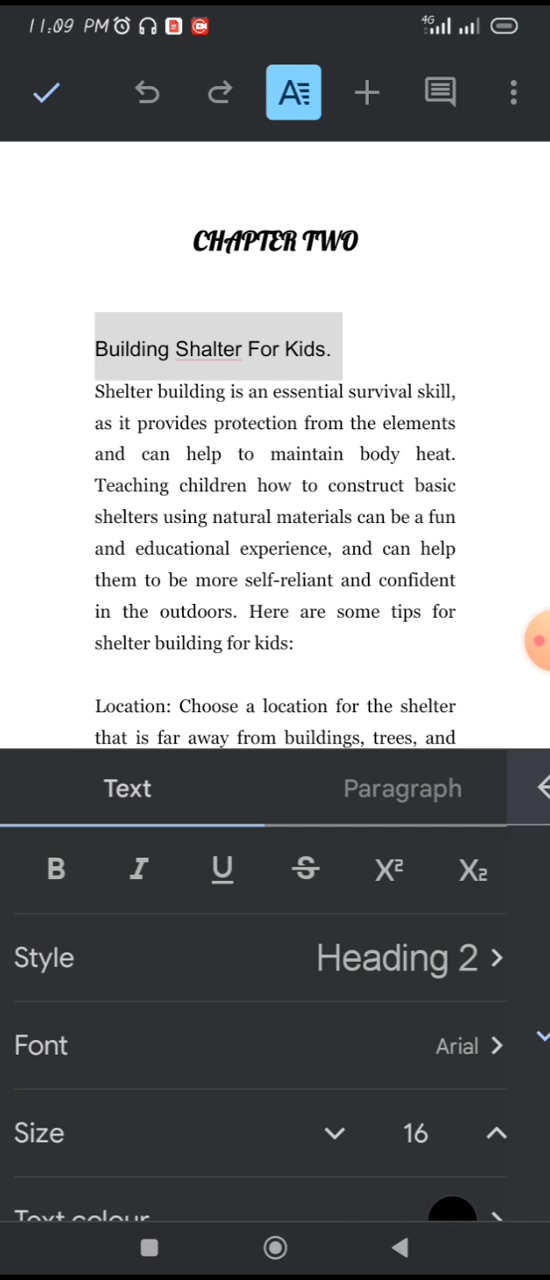 11:09 PM
4G
CHAPTER TWO
Building Shalter For Kids.
Shelter building is an essential survival skill,
as it provides protection from the elements
and can help to maintain body heat.
Teaching children how to construct basic
shelters using natural materials can be a fun
and educational experience, and can help
them to be more self-reliant and confident
in the outdoors. Here are some tips for
shelter building for kids:
Location: Choose a location for the shelter
that is far away from buildings, trees, and
Text Paragraph
B I U S X² X₂
Style Heading 2
Font Arial
Size 16
Text colour